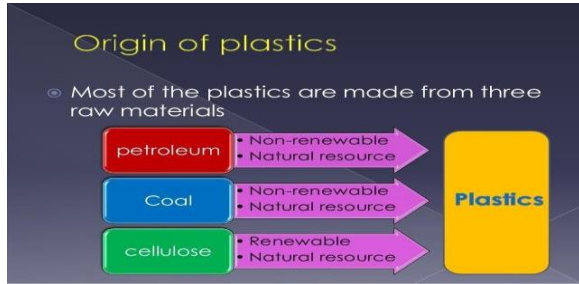 Origin of plastics
Most of the plastics are made from three
raw materials
petroleum
• Non-renewable
• Natural resource
Coal
• Non-renewable
• Natural resource
cellulose
• Renewable
• Natural resource
Plastics